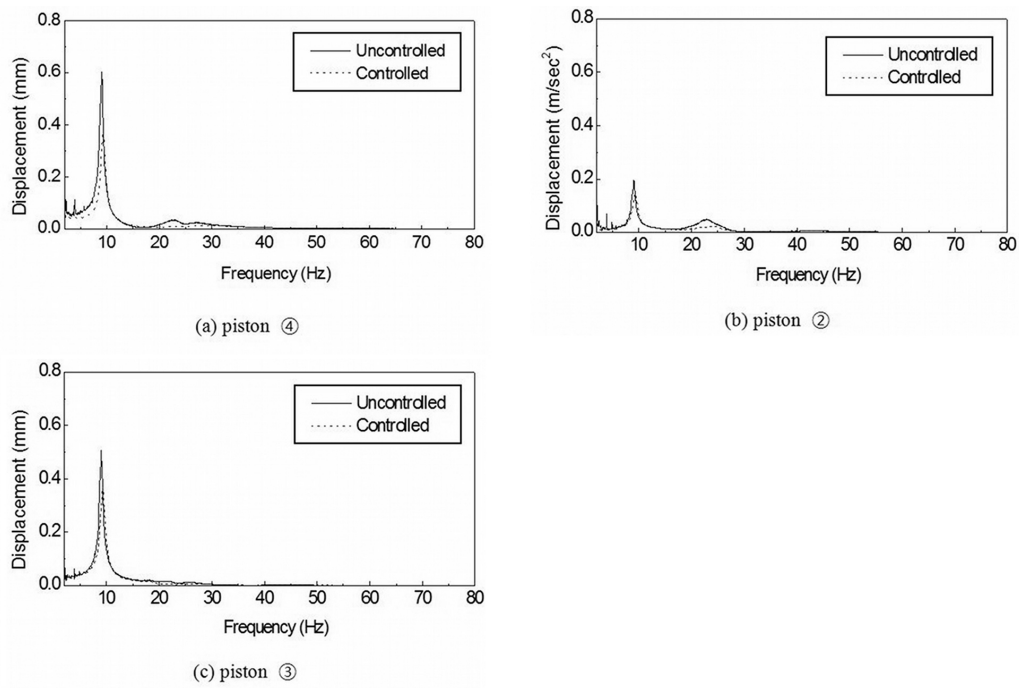 0.8
0.6
0.4
0.2
0.0
Displacement (mm)
Uncontrolled
Controlled
10 20 30 40 50 60 70 80
Frequency (Hz)
(a) piston ④
0.8
0.6
0.4
0.2
0.0
Displacement (m/sec²)
Uncontrolled
Controlled
10 20 30 40 50 60 70 80
Frequency (Hz)
(b) piston ②
0.8
0.6
0.4
0.2
0.0
Displacement (mm)
Uncontrolled
Controlled
10 20 30 40 50 60 70 80
Frequency (Hz)
(c) piston ③